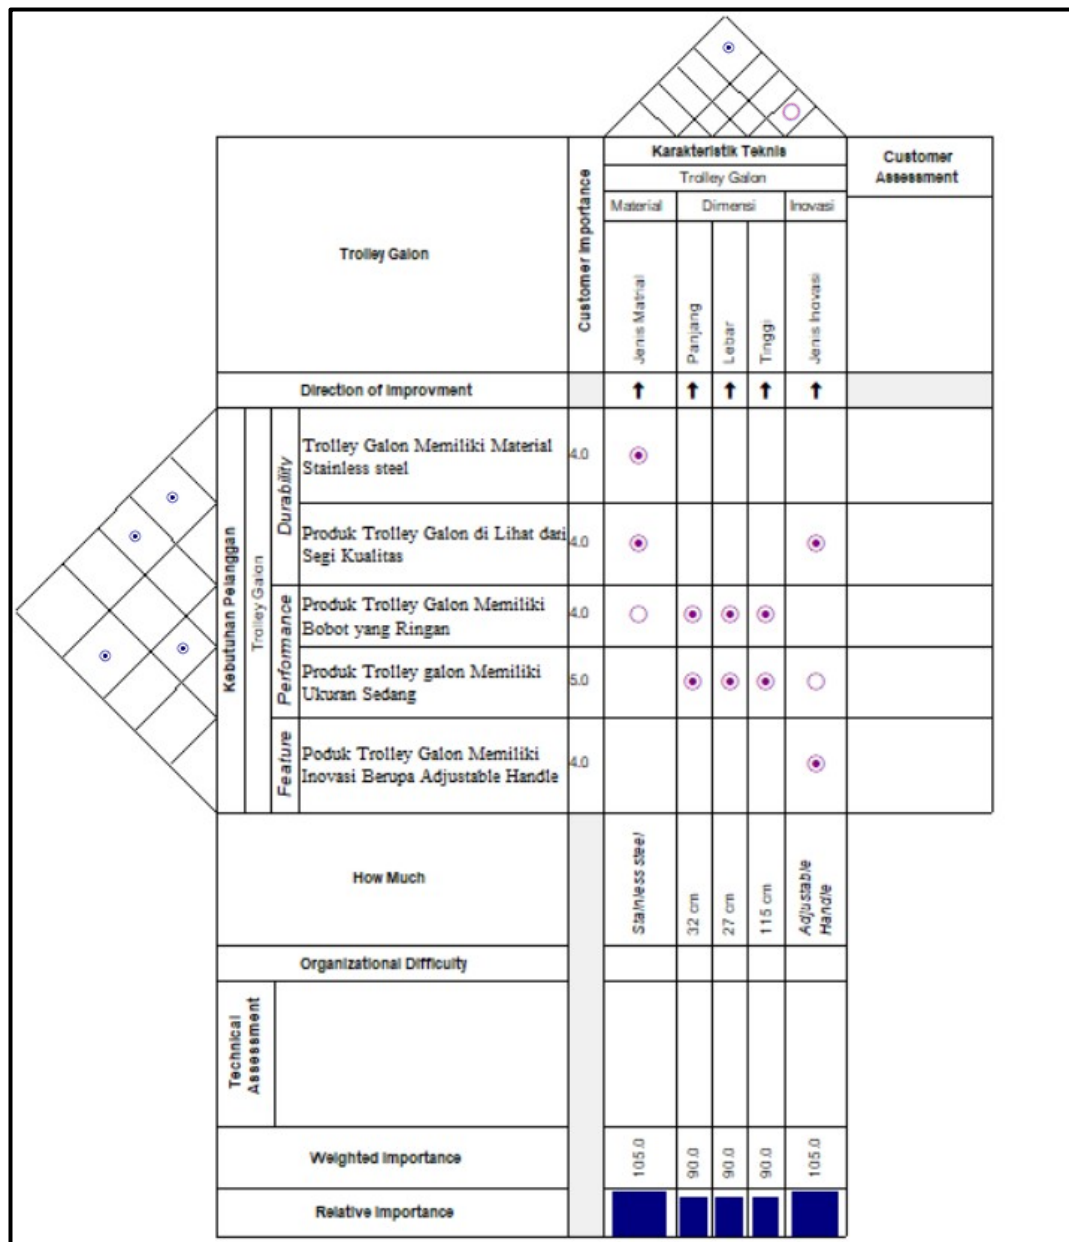 Karakteristik Teknis
Customer Assessment
Trolley Galon
Material
Dimensi
Inovasi
Trolley Galon
Customer Importance
Jenis Matrial
Panjang
Lebar
Tinggi
Jenis Inovasi
Direction of Improvment
Kebutuhan Pelanggan
Trolley Galon
Durability
Trolley Galon Memiliki Material
Stainless steel
4.0
Produk Trolley Galon di Lihat dari
Segi Kualitas
4.0
Performance
Produk Trolley Galon Memiliki
Bobot yang Ringan
4.0
Produk Trolley galon Memiliki
Ukuran Sedang
5.0
Feature
Poduk Trolley Galon Memiliki
Inovasi Berupa Adjustable Handle
4.0
How Much
Stainless steel
32 cm
27 cm
115 cm
Adjustable
Handle
Organizational Difficulty
Technical
Assessment
Weighted Importance
105.0
90.0
90.0
90.0
105.0
Relative Importance